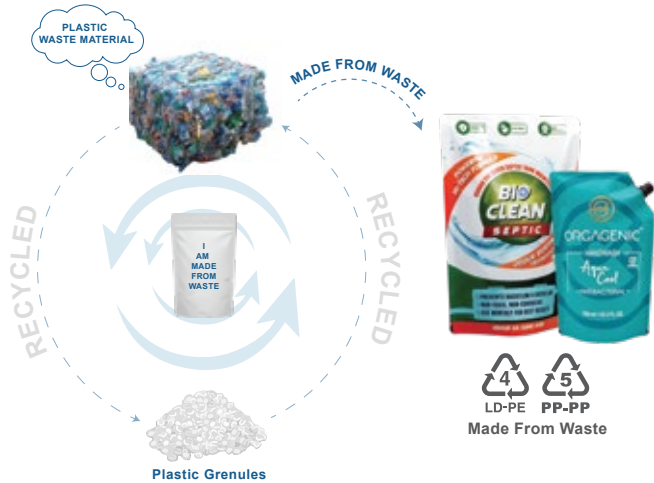 PLASTIC
WASTE MATERIAL
MADE FROM WASTE
RECYCLED
RECYCLED
I
AM
MADE
FROM
WASTE
Plastic Grenules
BIO
CLEAN
SEPTIC
ORGAGENIC
Aqua
Cool
4
LD-PE
5
PP-PP
Made From Waste